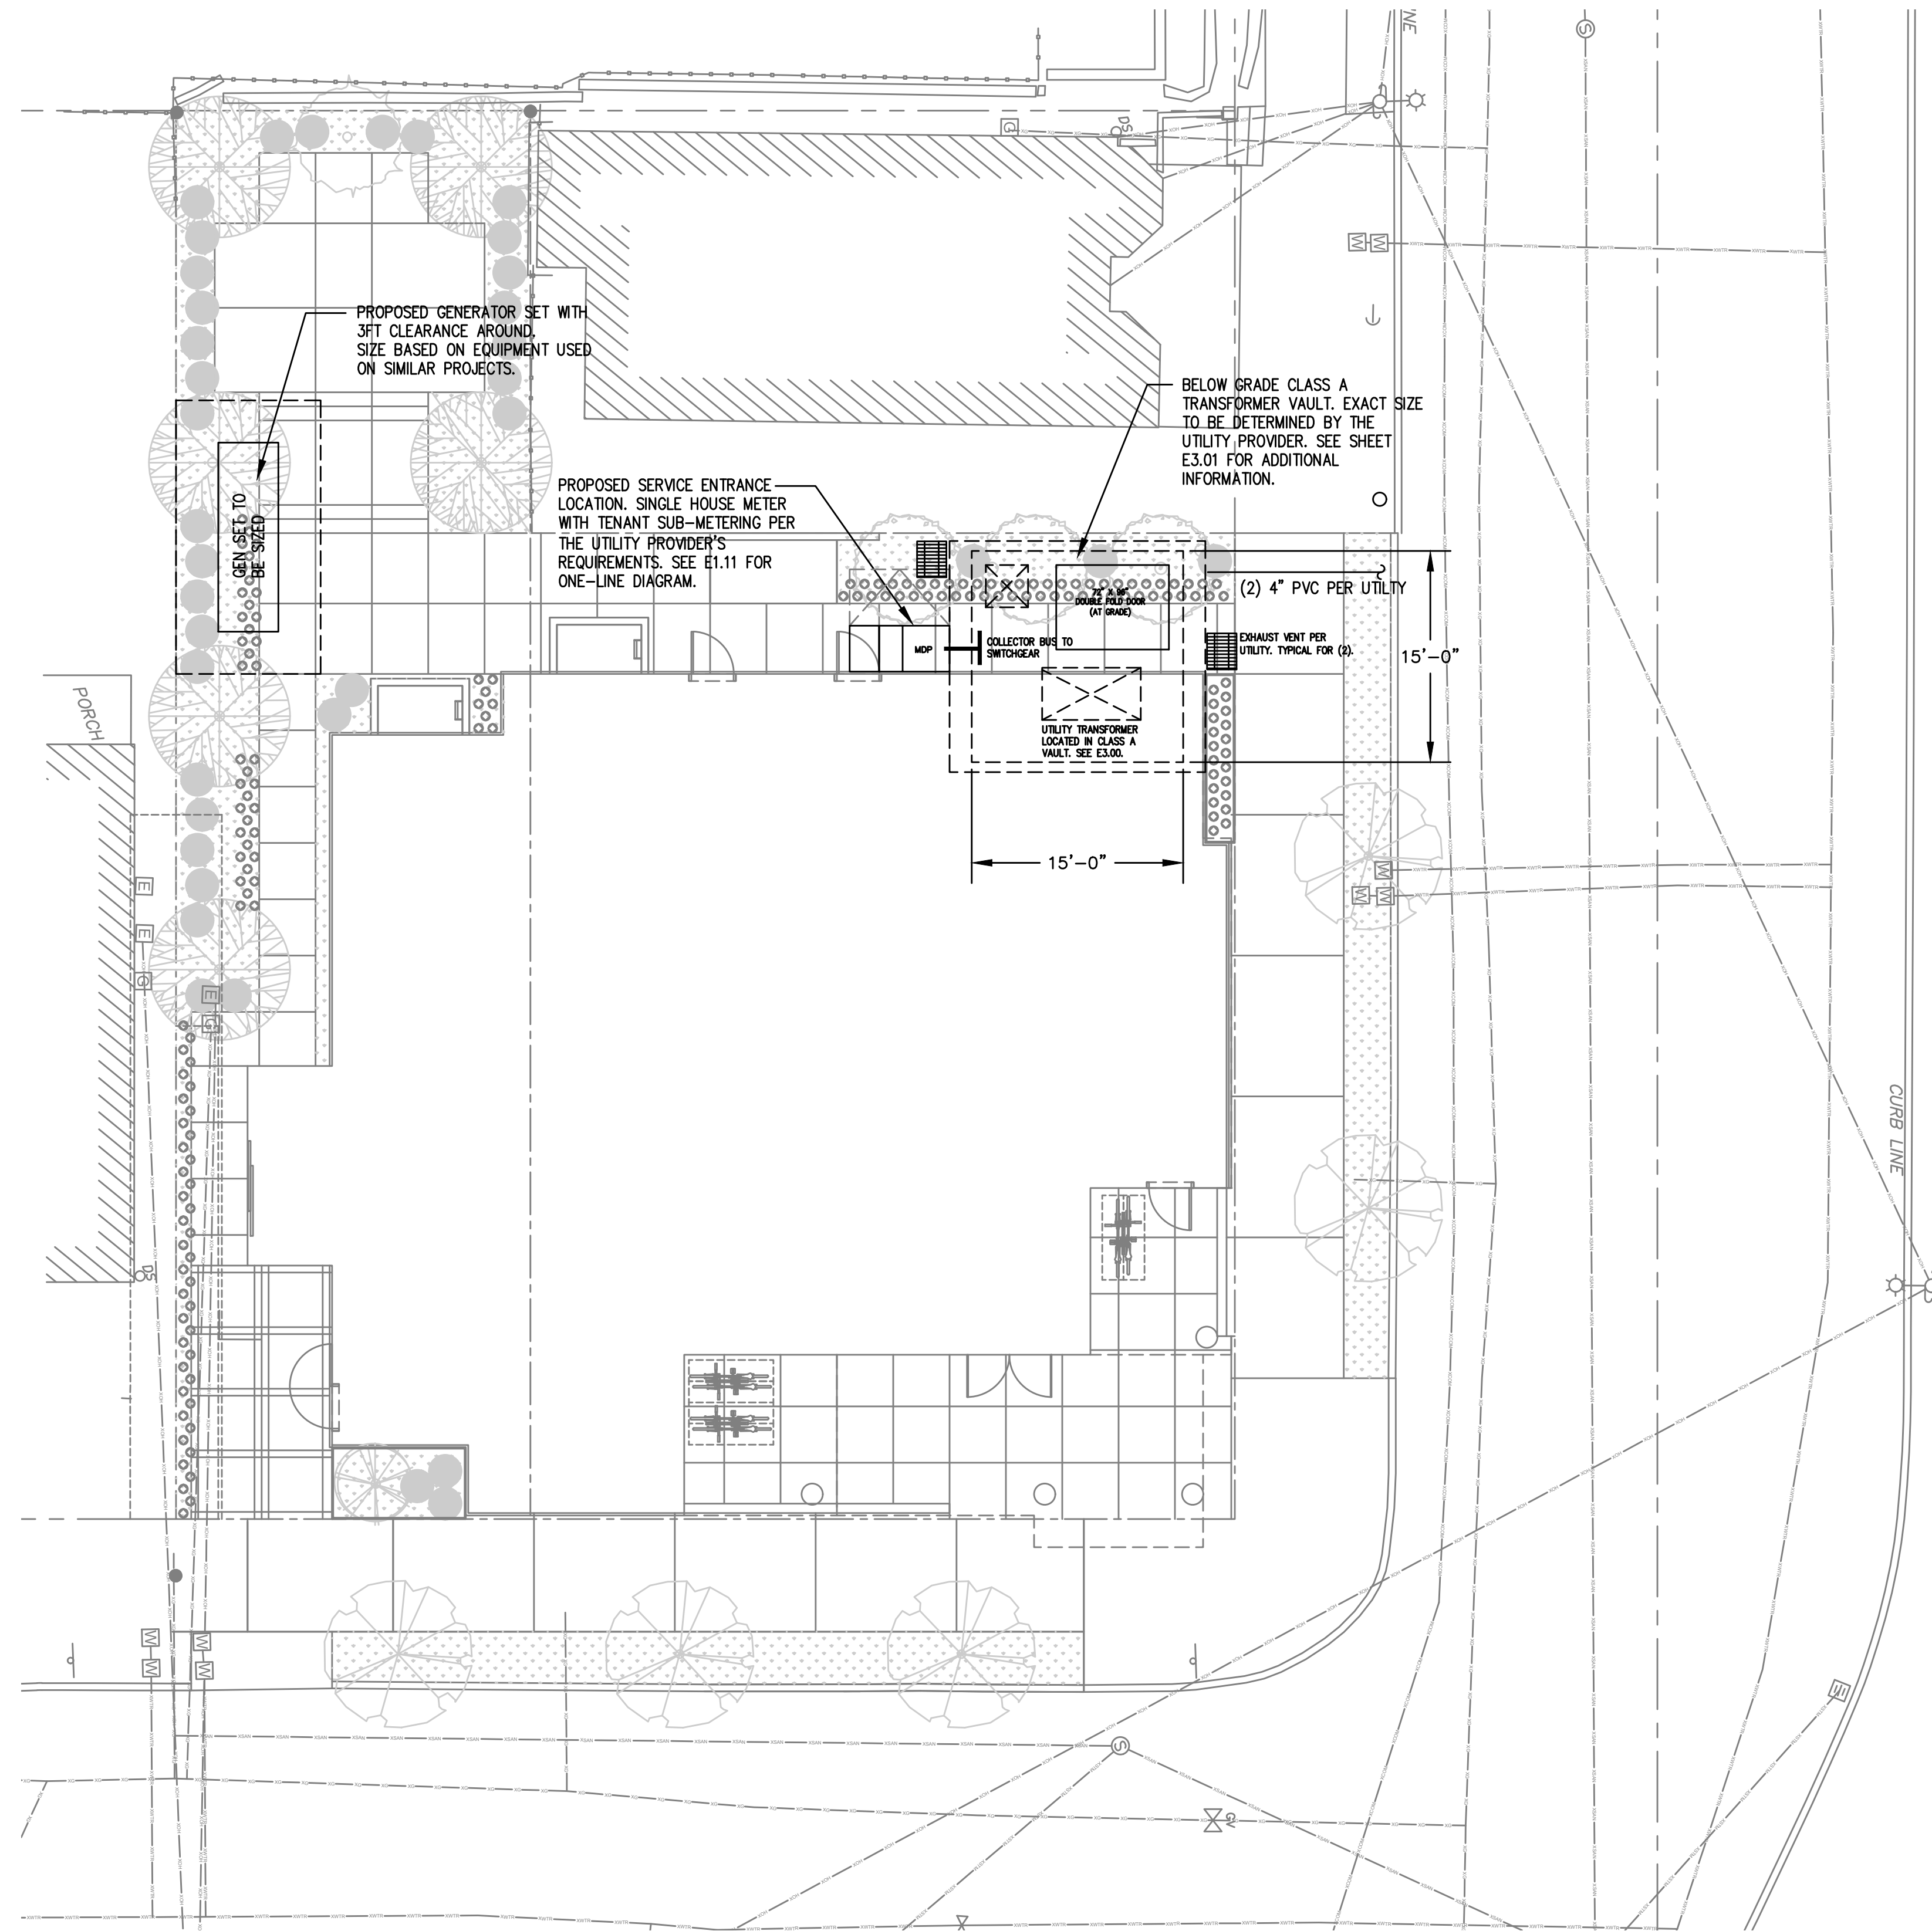 PROPOSED GENERATOR SET WITH
3FT CLEARANCE AROUND.
SIZE BASED ON EQUIPMENT USED
ON SIMILAR PROJECTS.
GEN SET TO
BE SIZED
BELOW GRADE CLASS A
TRANSFORMER VAULT. EXACT SIZE
TO BE DETERMINED BY THE
UTILITY PROVIDER. SEE SHEET
E3.01 FOR ADDITIONAL
INFORMATION.
PROPOSED SERVICE ENTRANCE
LOCATION. SINGLE HOUSE METER
WITH TENANT SUB-METERING PER
THE UTILITY PROVIDER'S
REQUIREMENTS. SEE E1.11 FOR
ONE-LINE DIAGRAM.
(2) 4" PVC PER UTILTY
72" X 96"
DOUBLE FOLD DOOR
(AT GRADE)
MDP
COLLECTOR BUS TO
SWITCHGEAR
EXHAUST VENT PER
UTILITY. TYPICAL FOR (2).
15'-0"
UTILITY TRANSFORMER
LOCATED IN CLASS A
VAULT. SEE E3.00.
15'-0"
PORCH
CURB LINE
DS
DS
G
S
W
W
E
E
G
E
G
W
W
W
W
W
W
W
S
GV
E